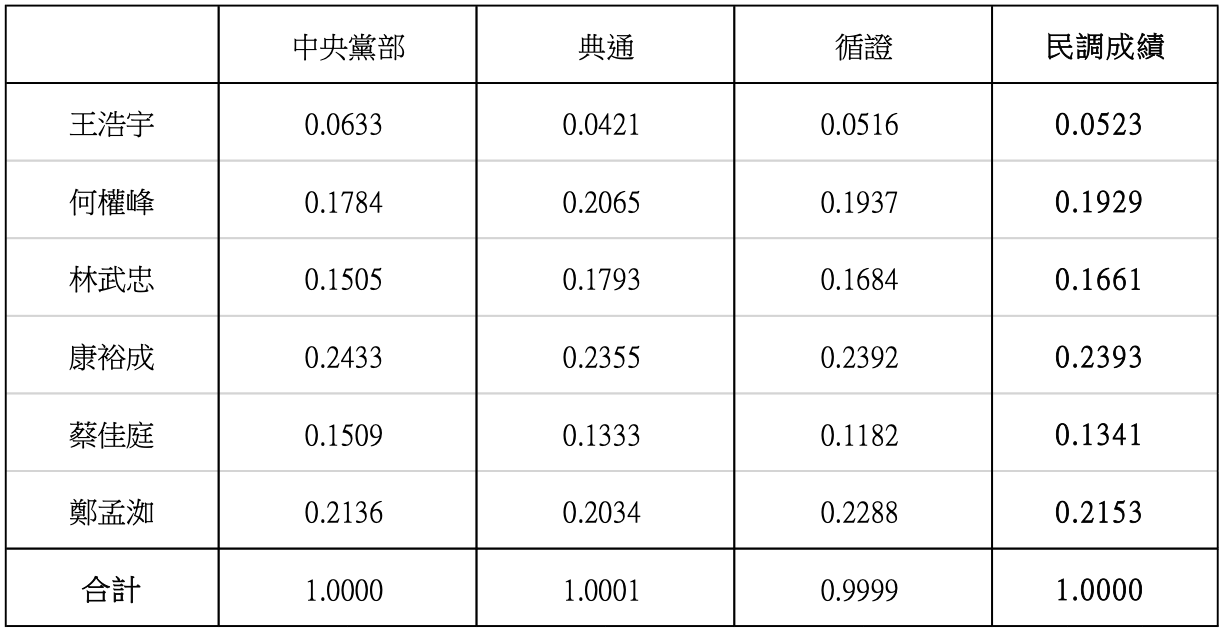 中央黨部 典通 循證 民調成績
王浩宇 0.0633 0.0421 0.0516 0.0523
何權峰 0.1784 0.2065 0.1937 0.1929
林武忠 0.1505 0.1793 0.1684 0.1661
康裕成 0.2433 0.2355 0.2392 0.2393
蔡佳庭 0.1509 0.1333 0.1182 0.1341
鄭孟洳 0.2136 0.2034 0.2288 0.2153
合計 1.0000 1.0001 0.9999 1.0000